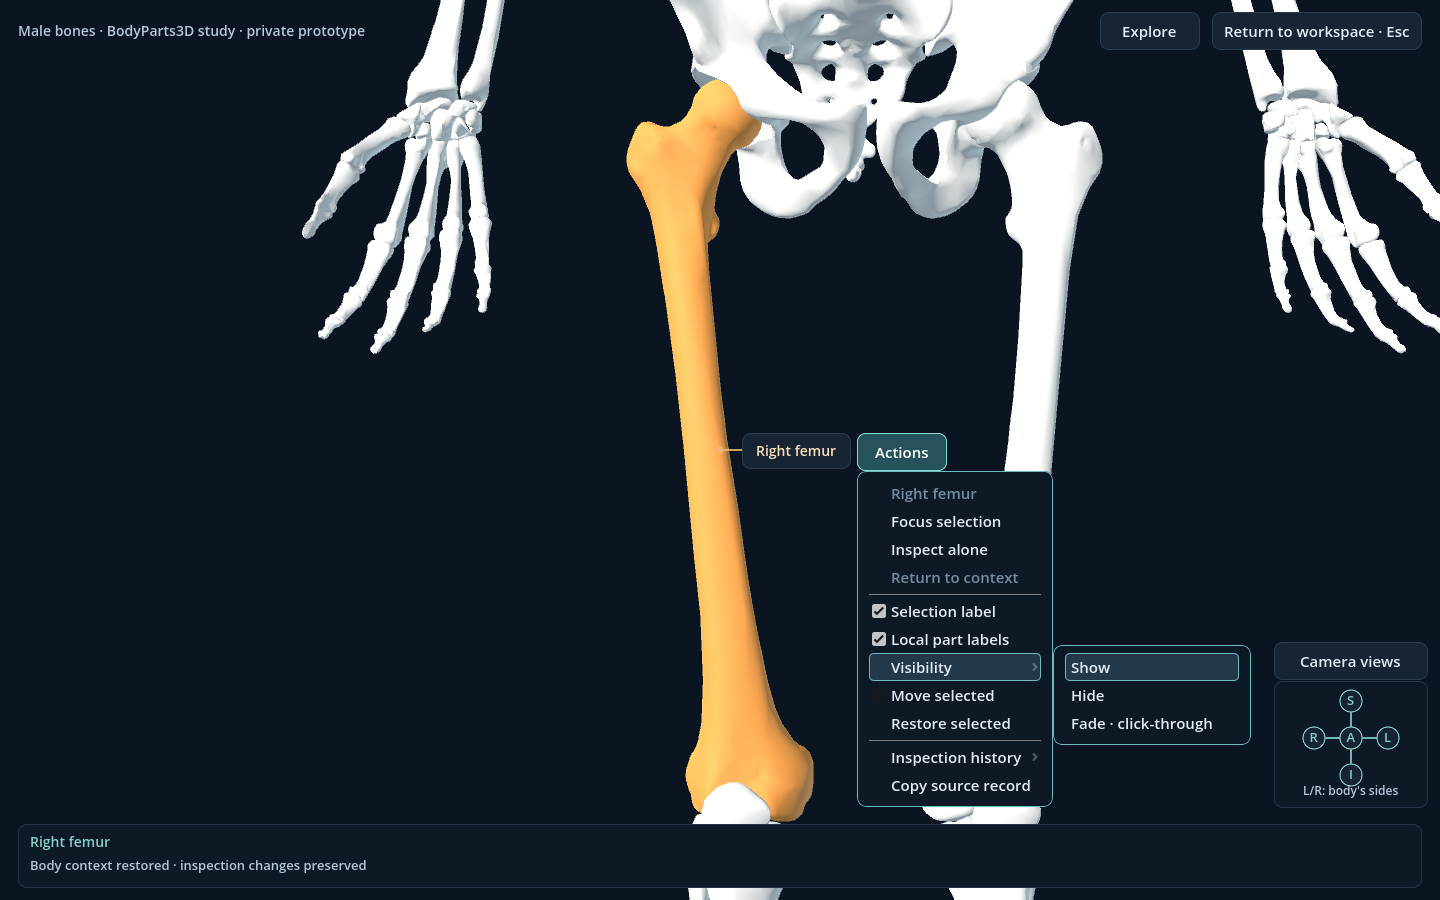 Male bones · BodyParts3D study · private prototype
Explore
Return to workspace · Esc
Right femur
Actions
Right femur
Focus selection
Inspect alone
Return to context
Selection label
Local part labels
Visibility
Move selected
Restore selected
Inspection history
Copy source record
Show
Hide
Fade · click-through
Camera views
S
R A L
I
L/R: body's sides
Right femur
Body context restored · inspection changes preserved